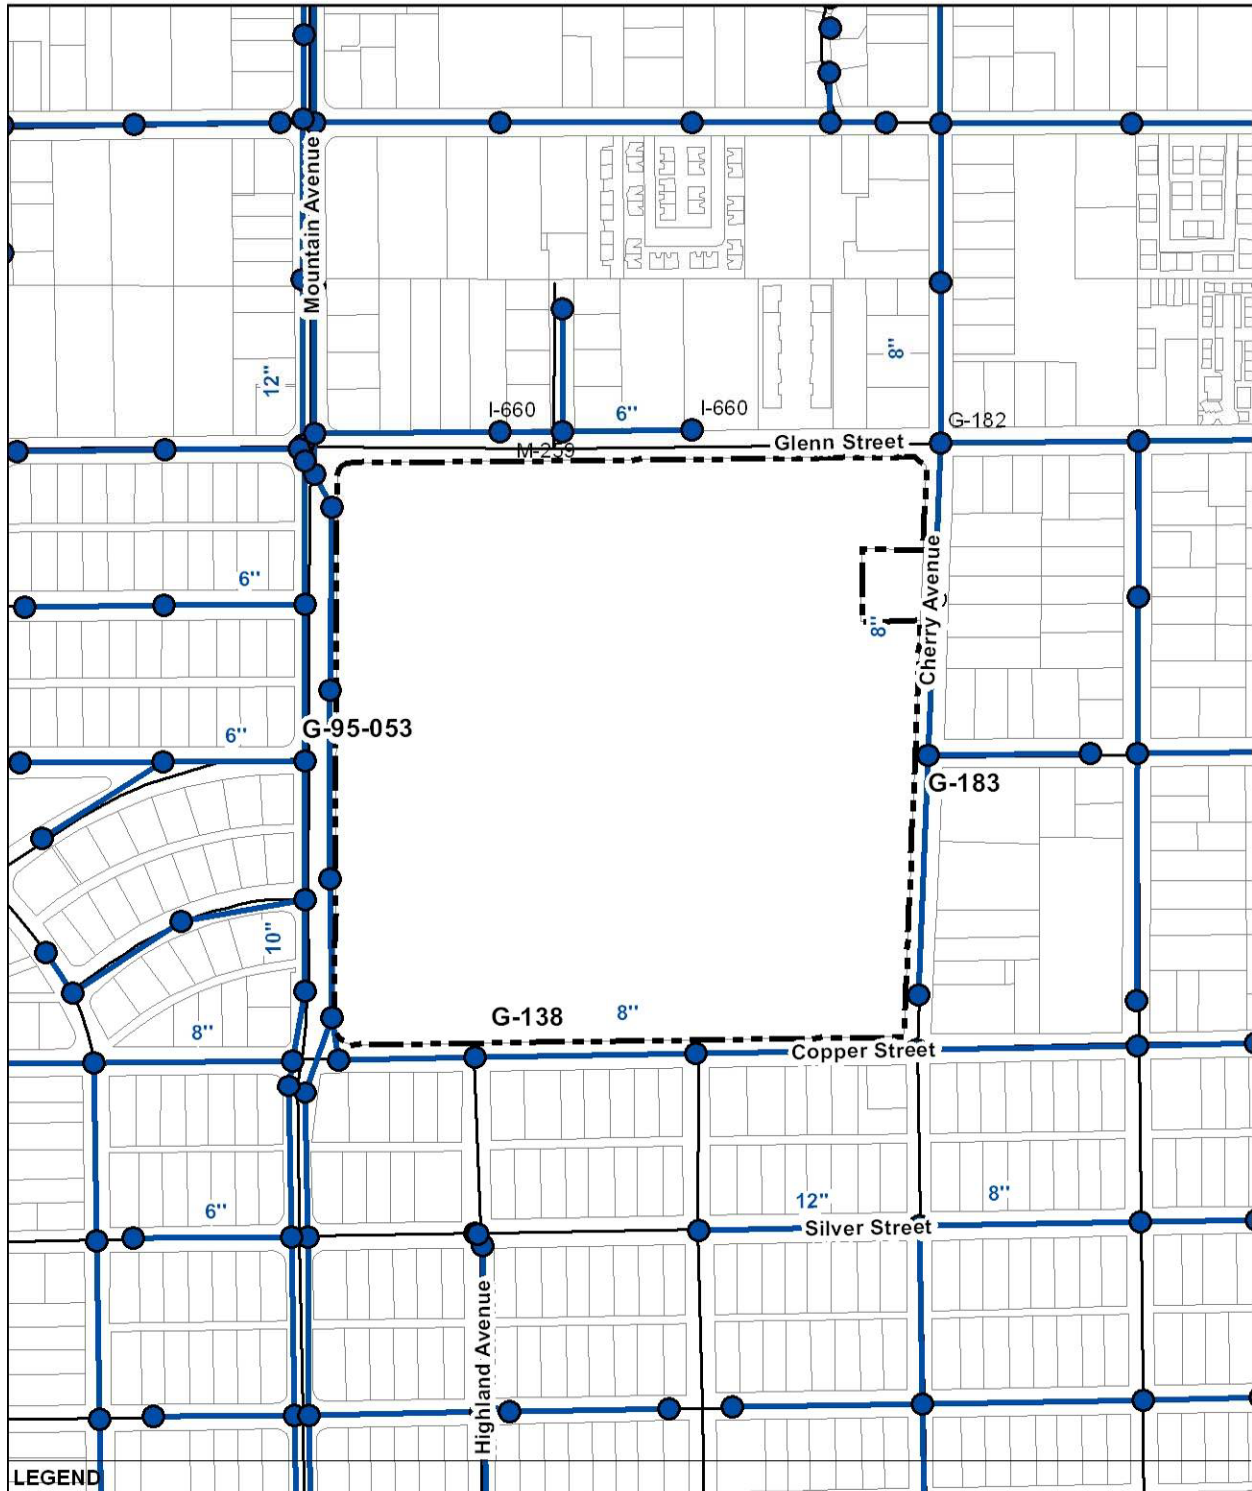 Mountain Avenue
12"
8"
I-660
6"
I-660
G-182
M-259
Glenn Street
6"
8"
Cherry Avenue
6"
G-95-053
G-183
10"
8"
G-138
8"
Copper Street
6"
12"
8"
Silver Street
Highland Avenue
LEGEND